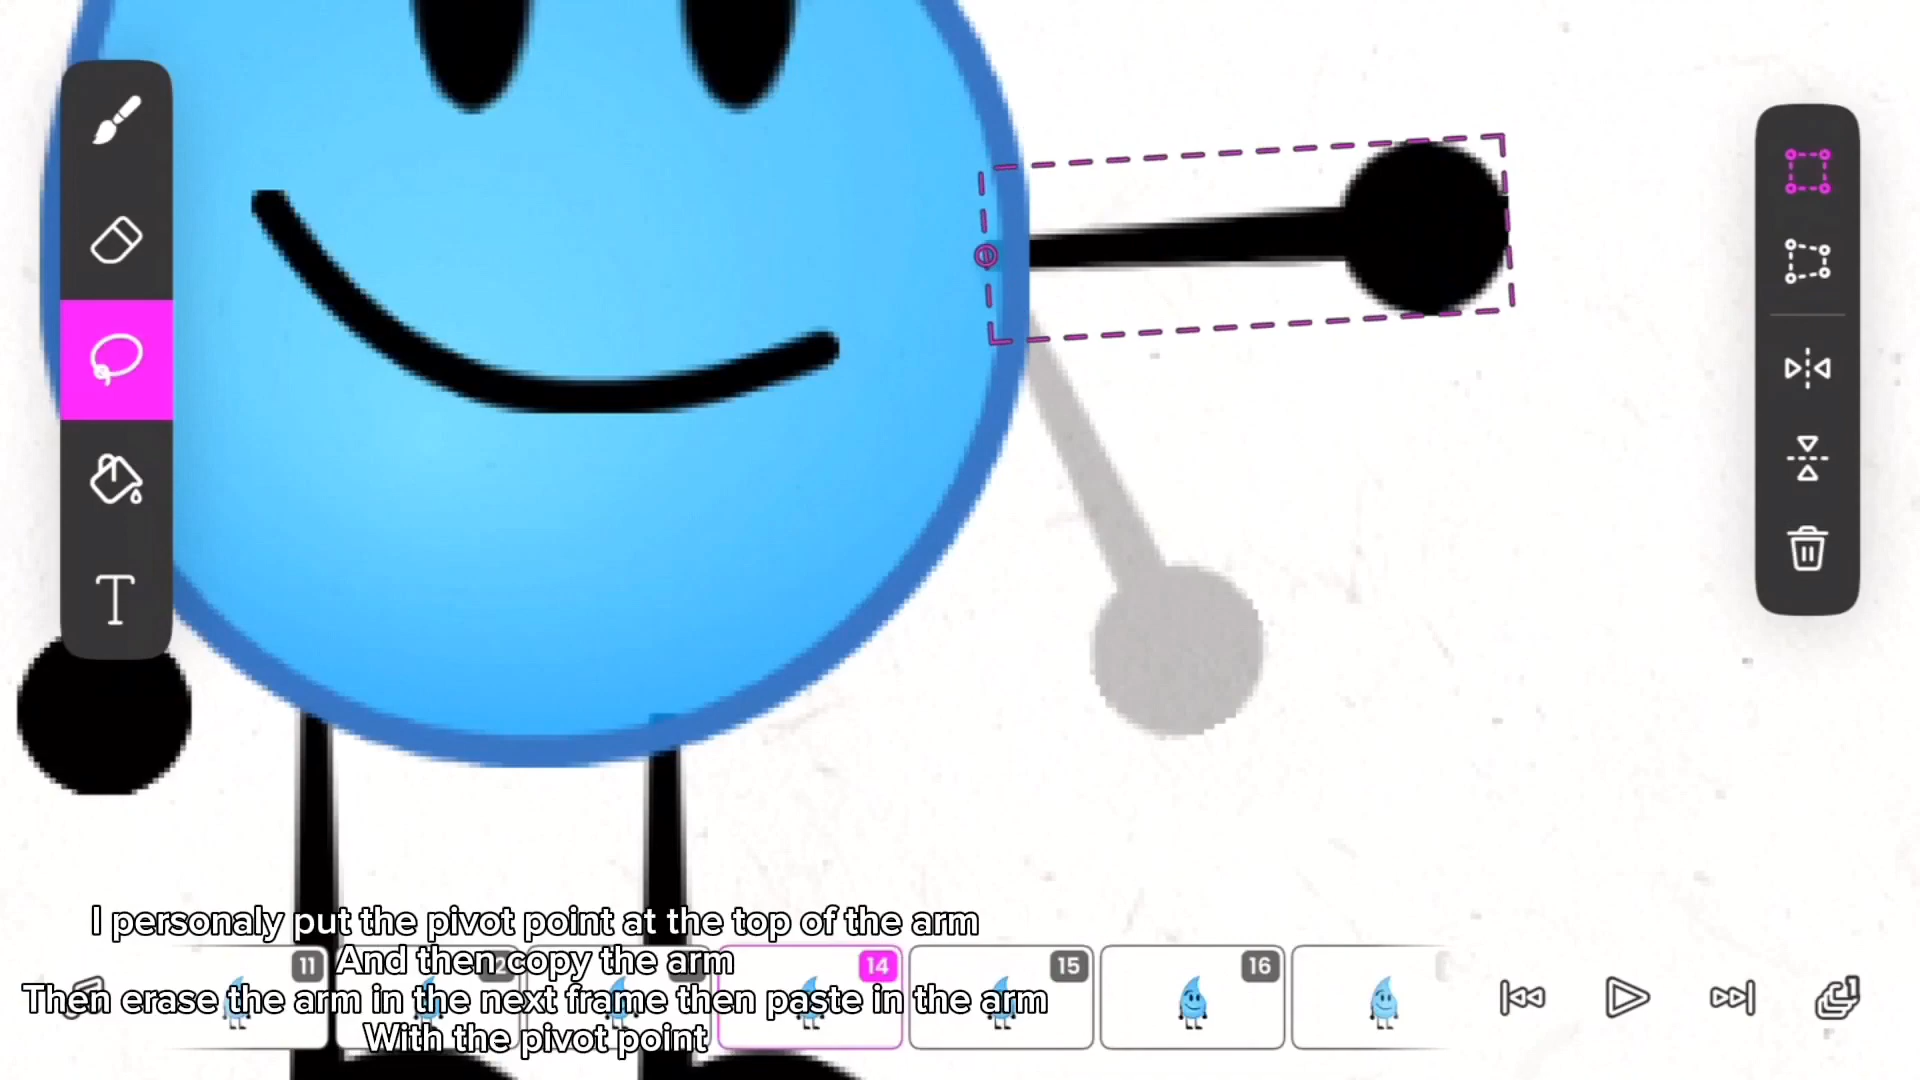 I personaly put the pivot point at the top of the arm
And then copy the arm
Then erase the arm in the next frame then paste in the arm
With the pivot point
11
14
15
16
1